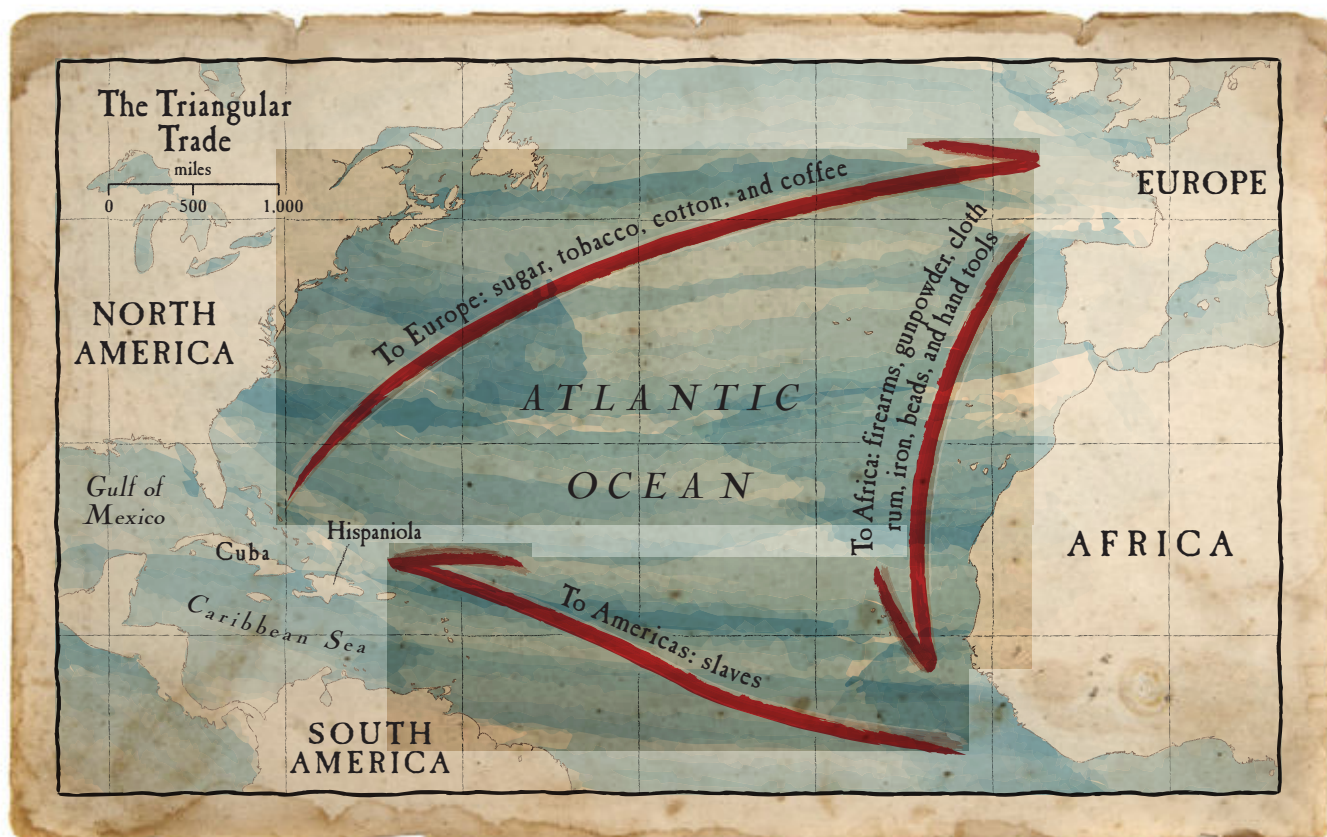 The Triangular
Trade
miles
0 500 1,000
EUROPE
To Europe: sugar, tobacco, cotton, and coffee
NORTH
AMERICA
To Africa: firearms, gunpowder, cloth
rum, iron, beads, and hand tools
ATLANTIC
OCEAN
Gulf of
Mexico
Hispaniola
Cuba
AFRICA
Caribbean Sea
To Americas: slaves
SOUTH
AMERICA